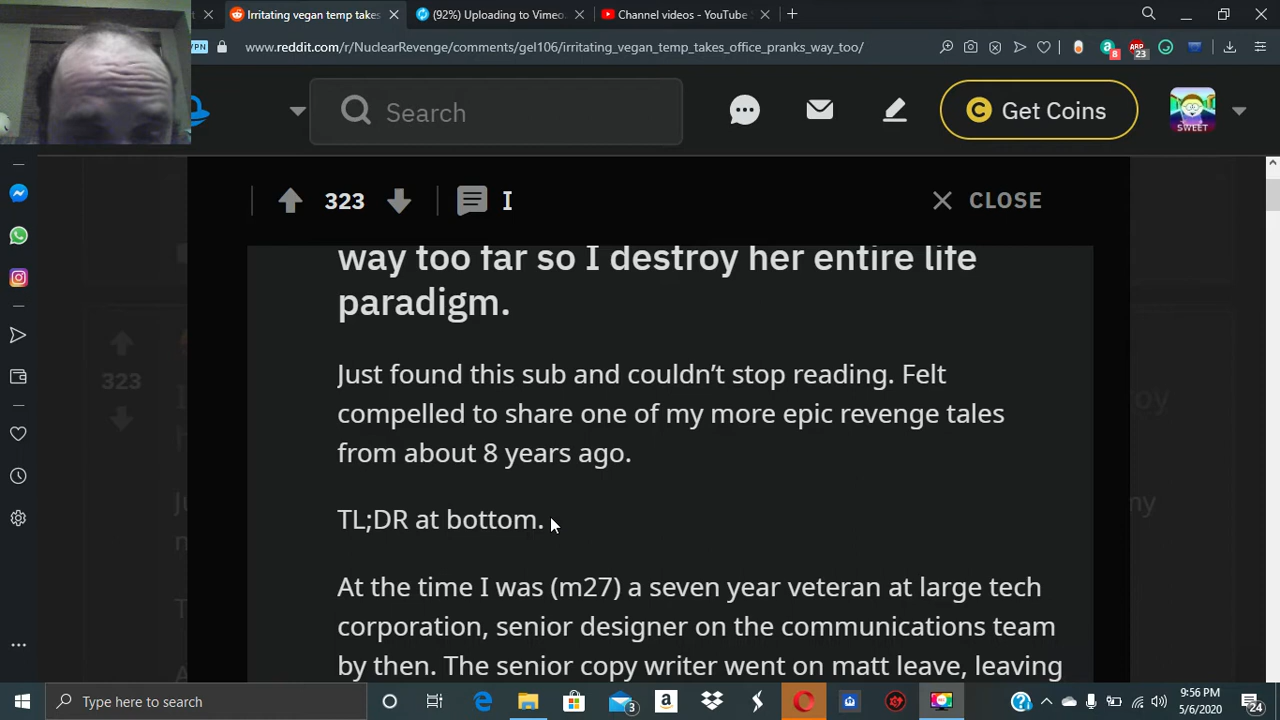 Irritating vegan temp takes
(92%) Uploading to Vimeo
Channel videos - YouTube
VPN
www.reddit.com/r/NuclearRevenge/comments/gel106/irritating_vegan_temp_takes_office_pranks_way_too/
8
23
Search
Get Coins
SWEET
323
I
CLOSE
way too far so I destroy her entire life
paradigm.
323
Just found this sub and couldn’t stop reading. Felt
compelled to share one of my more epic revenge tales
from about 8 years ago.
TL;DR at bottom.
At the time I was (m27) a seven year veteran at large tech
corporation, senior designer on the communications team
by then. The senior copy writer went on matt leave, leaving
Type here to search
3
9:56 PM
5/6/2020
24